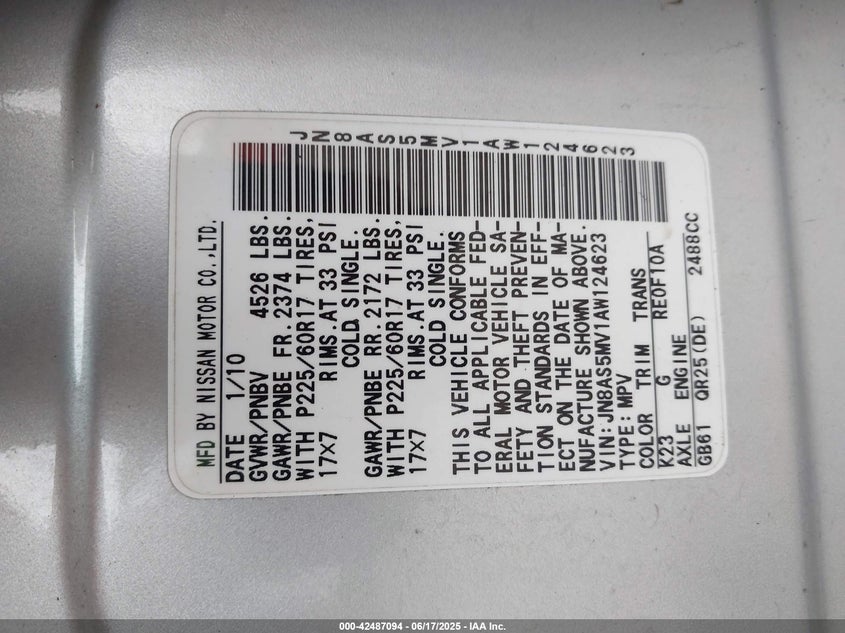 MFD BY NISSAN MOTOR CO.,LTD.
DATE 1/10
GVWR/PNBV 4526 LBS.
GAWR/PNBE FR. 2374 LBS.
WITH P225/60R17 TIRES,
17X7 RIMS.AT 33 PSI
COLD SINGLE.
GAWR/PNBE RR. 2172 LBS.
WITH P225/60R17 TIRES,
17X7 RIMS.AT 33 PSI
COLD SINGLE.
THIS VEHICLE CONFORMS
TO ALL APPLICABLE FED-
ERAL MOTOR VEHICLE SA-
FETY AND THEFT PREVEN-
TION STANDARDS IN EFF-
ECT ON THE DATE OF MA-
NUFACTURE SHOWN ABOVE.
VIN: JN8AS5MV1AW124623
TYPE: MPV
COLOR TRIM TRANS
K23 G RE0F10A
AXLE ENGINE
GB61 QR25(DE) 2488CC
JN8AS5MV1AW124623
000-42487094 - 06/17/2025 - IAA Inc.